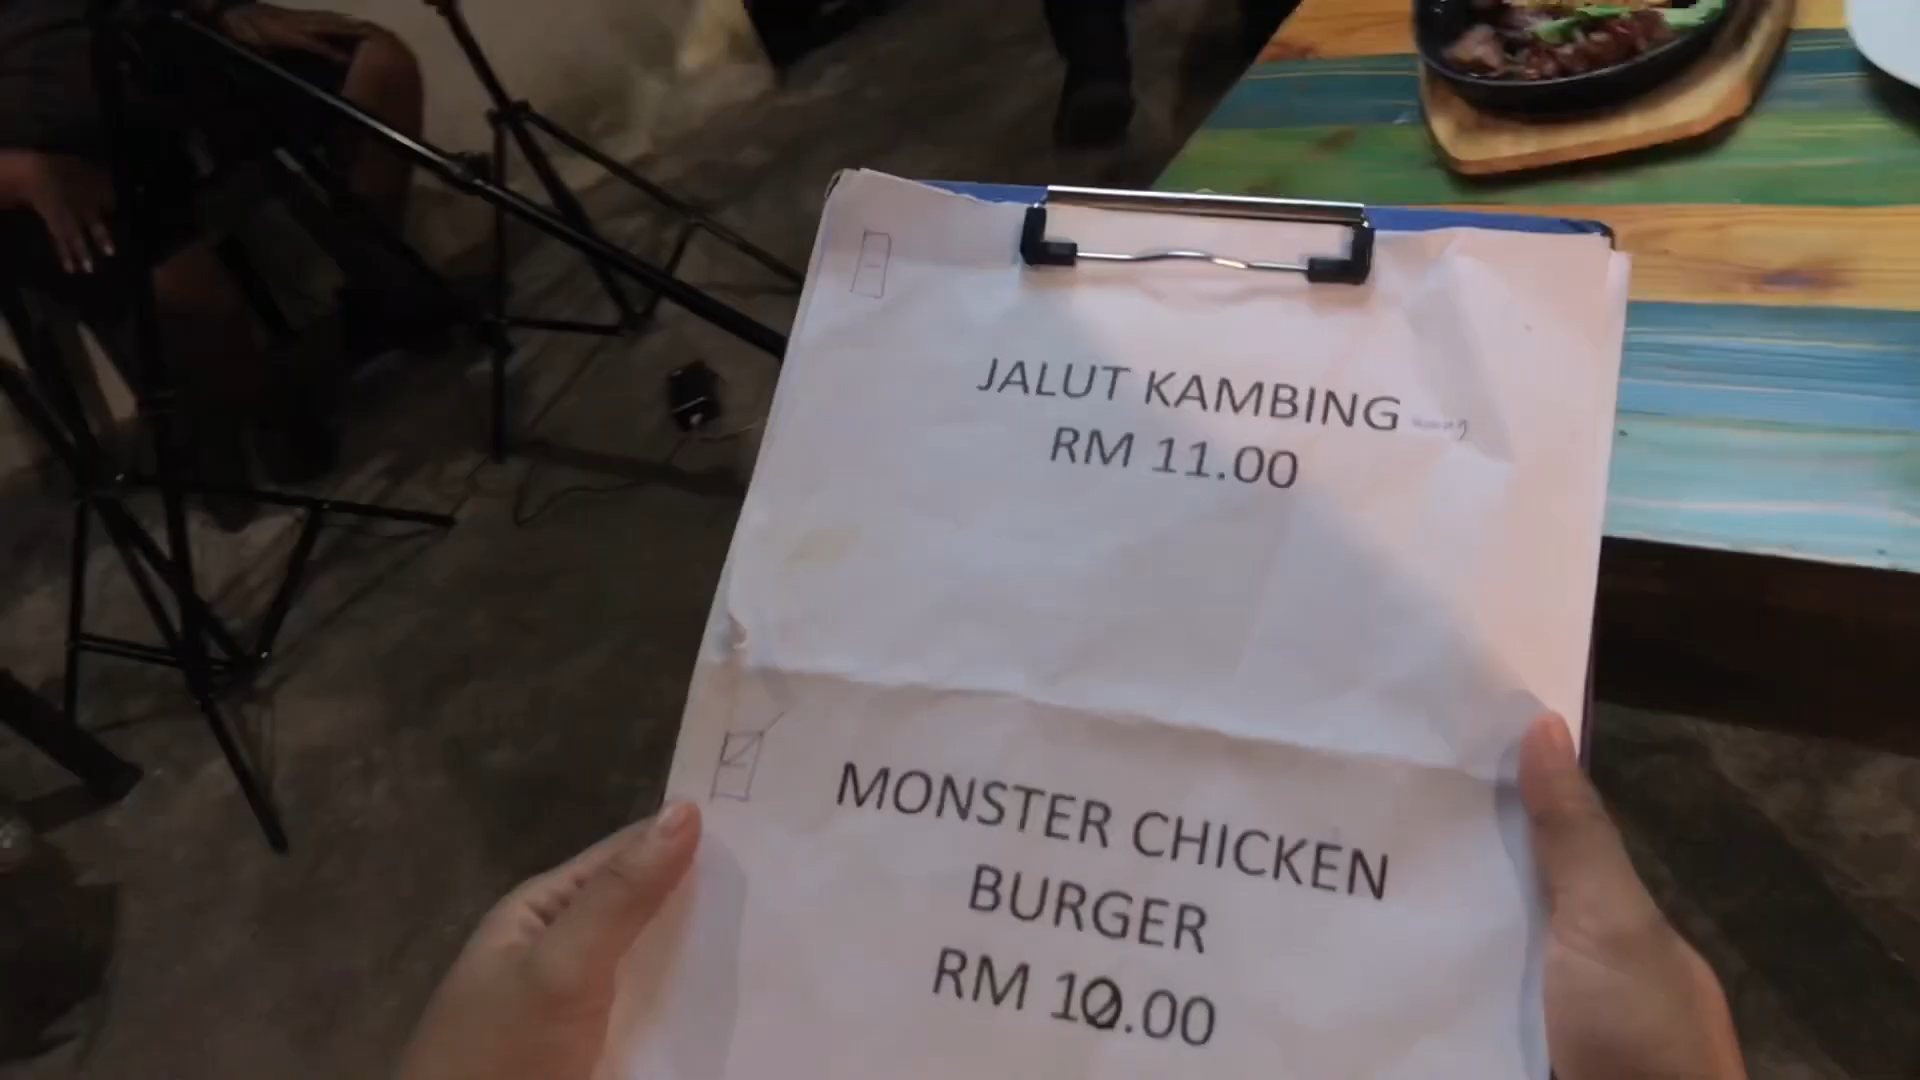 JALUT KAMBING
RM 11.00
MONSTER CHICKEN
BURGER
RM 10.00